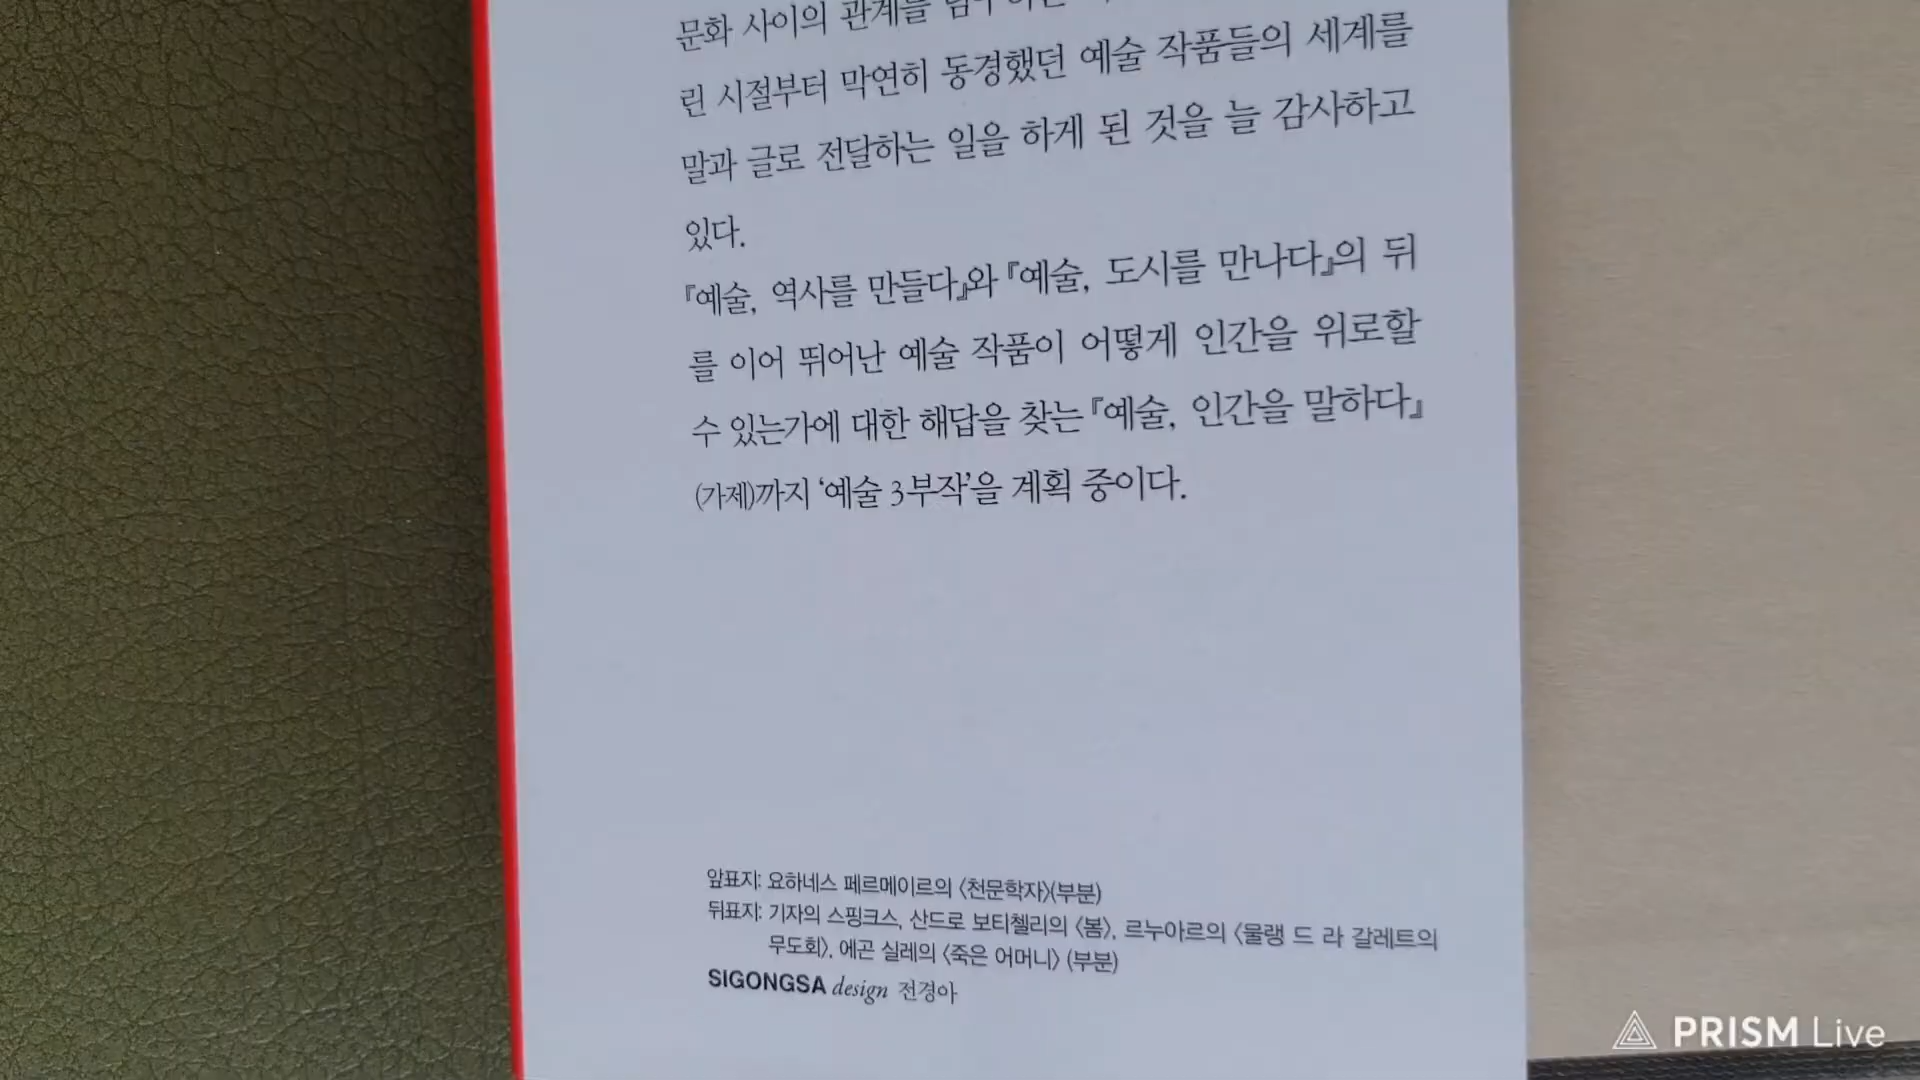 문화 사이의 관계를
린 시절부터 막연히 동경했던 예술 작품들의 세계를
말과 글로 전달하는 일을 하게 된 것을 늘 감사하고
있다.
『예술, 역사를 만들다』와 『예술, 도시를 만나다』의 뒤
를 이어 뛰어난 예술 작품이 어떻게 인간을 위로할
수 있는가에 대한 해답을 찾는 『예술, 인간을 말하다』
(가제)까지 ‘예술 3부작’을 계획 중이다.
앞표지: 요하네스 페르메이르의 〈천문학자〉(부분)
뒤표지: 기자의 스핑크스, 산드로 보티첼리의 〈봄〉, 르누아르의 〈물랭 드 라 갈레트의
무도회〉, 에곤 실레의 〈죽은 어머니〉 (부분)
SIGONGSA design 전경아
PRISM Live